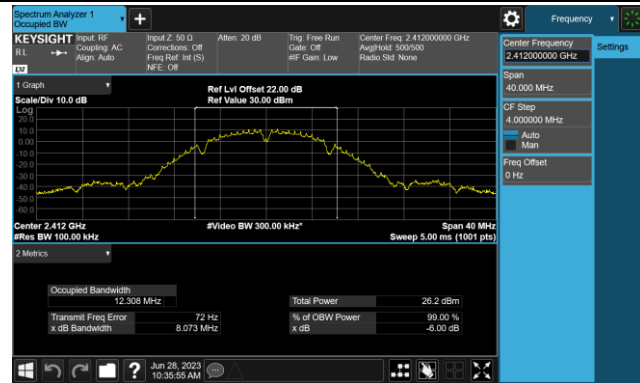 Spectrum Analyzer 1
Occupied BW
Frequency
KEYSIGHT
RL
LXI
Input: RF
Coupling: AC
Align: Auto
Input Z: 50 Ω
Corrections: Off
Freq Ref: Int (S)
NFE: Off
Atten: 20 dB
Trig: Free Run
Gate: Off
#IF Gain: Low
Center Freq: 2.412000000 GHz
Avg|Hold: 500/500
Radio Std: None
Center Frequency
2.412000000 GHz
Settings
Span
40.000 MHz
CF Step
4.000000 MHz
Auto
Man
Freq Offset
0 Hz
1 Graph
Scale/Div 10.0 dB
Ref Lvl Offset 22.00 dB
Ref Value 30.00 dBm
Log
20.0
10.0
0.00
-10.0
-20.0
-30.0
-40.0
-50.0
-60.0
Center 2.412 GHz
#Video BW 300.00 kHz*
Span 40 MHz
#Res BW 100.00 kHz
Sweep 5.00 ms (1001 pts)
2 Metrics
Occupied Bandwidth
12.308 MHz
Total Power 26.2 dBm
Transmit Freq Error 72 Hz
% of OBW Power 99.00 %
x dB Bandwidth 8.073 MHz
x dB -6.00 dB
?
Jun 28, 2023
10:35:55 AM